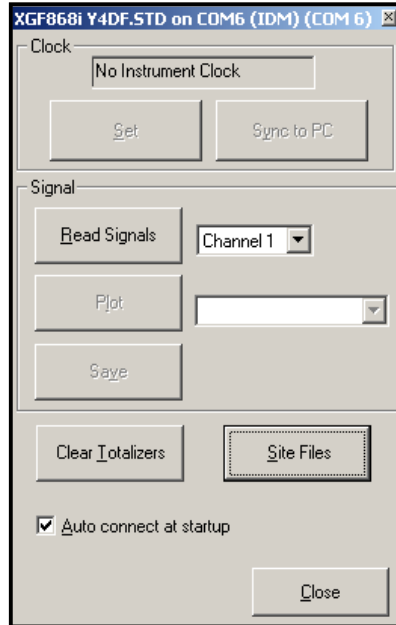 XGF868i Y4DF.STD on COM6 (IDM) (COM 6)
Clock
No Instrument Clock
Set
Sync to PC
Signal
Read Signals
Channel 1
Plot
Save
Clear Totalizers
Site Files
Auto connect at startup
Close